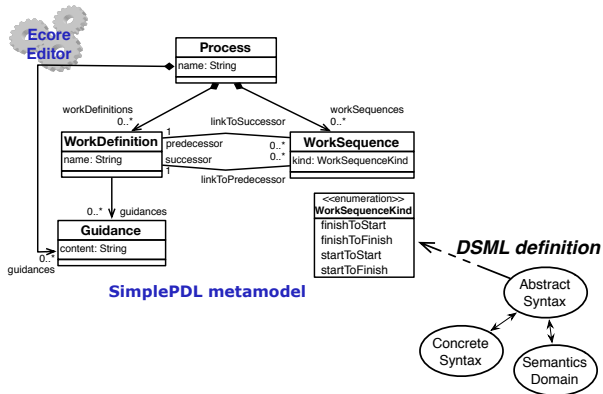 Ecore
Editor
Process
name: String
workDefinitions
0..*
linkToSuccessor
workSequences
0..*
WorkDefinition
name: String
1
predecessor
successor
1
0..*
0..*
linkToPredecessor
WorkSequence
kind: WorkSequenceKind
0..*
guidances
Guidance
content: String
0..*
guidances
<<enumeration>>
WorkSequenceKind
finishToStart
finishToFinish
startToStart
startToFinish
SimplePDL metamodel
DSML definition
Abstract
Syntax
Concrete
Syntax
Semantics
Domain